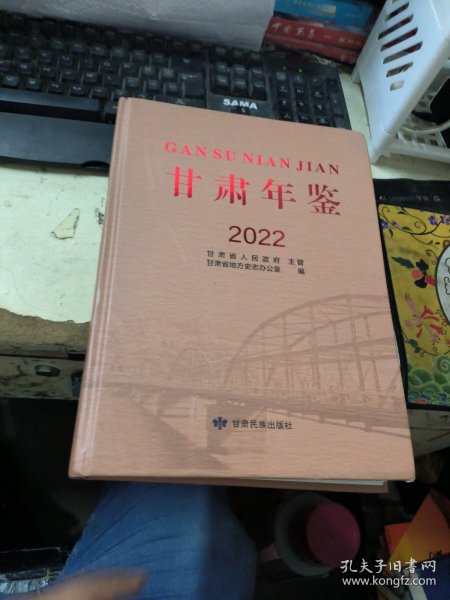 SAMA
GAN SU NIAN JIAN
甘肃年鉴
2022
甘肃省人民政府 主管
甘肃省地方史志办公室 编
甘肃民族出版社
孔夫子旧书网
www.kongfz.com